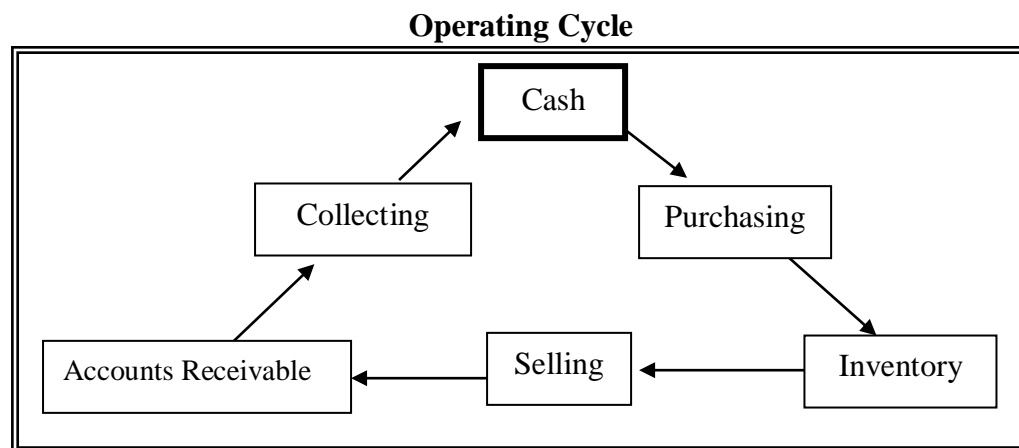 Operating Cycle
Cash
Collecting
Purchasing
Accounts Receivable
Selling
Inventory